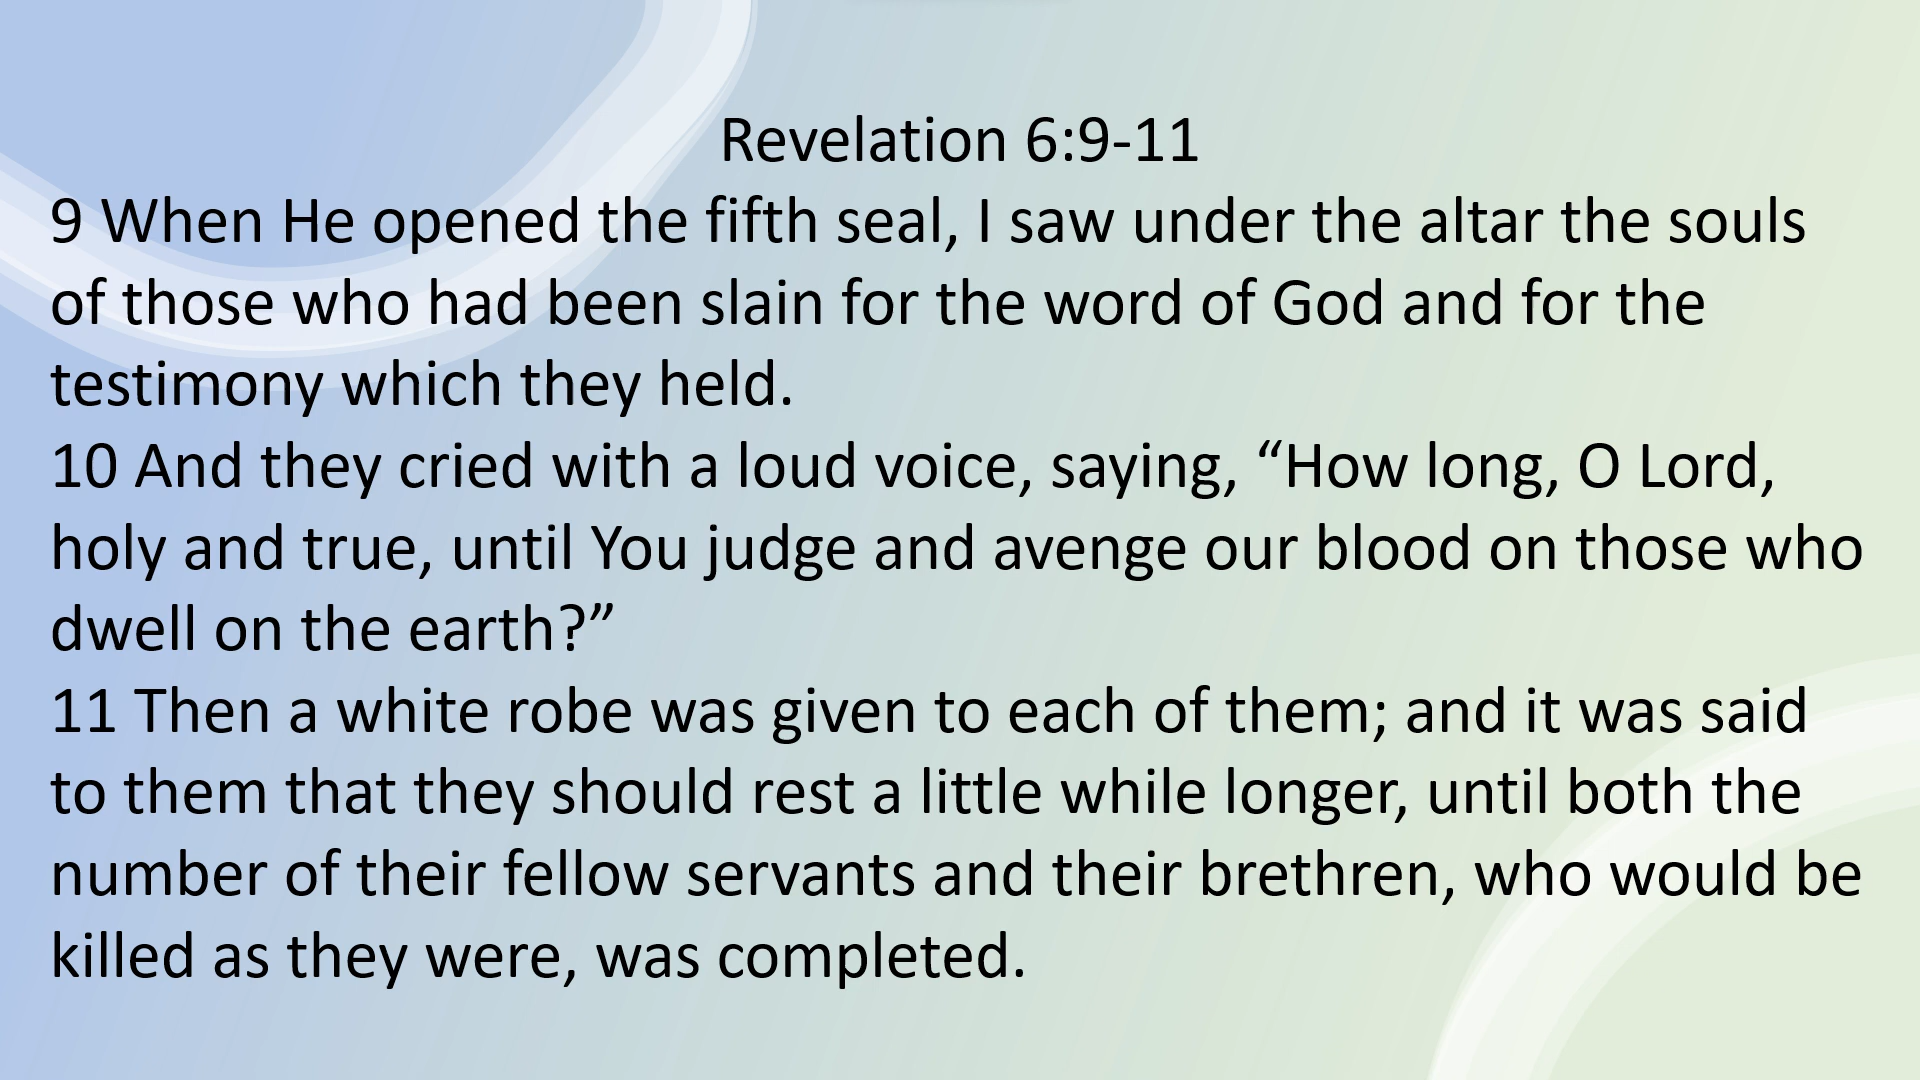 Revelation 6:9-11
9 When He opened the fifth seal, I saw under the altar the souls
of those who had been slain for the word of God and for the
testimony which they held.
10 And they cried with a loud voice, saying, “How long, O Lord,
holy and true, until You judge and avenge our blood on those who
dwell on the earth?”
11 Then a white robe was given to each of them; and it was said
to them that they should rest a little while longer, until both the
number of their fellow servants and their brethren, who would be
killed as they were, was completed.